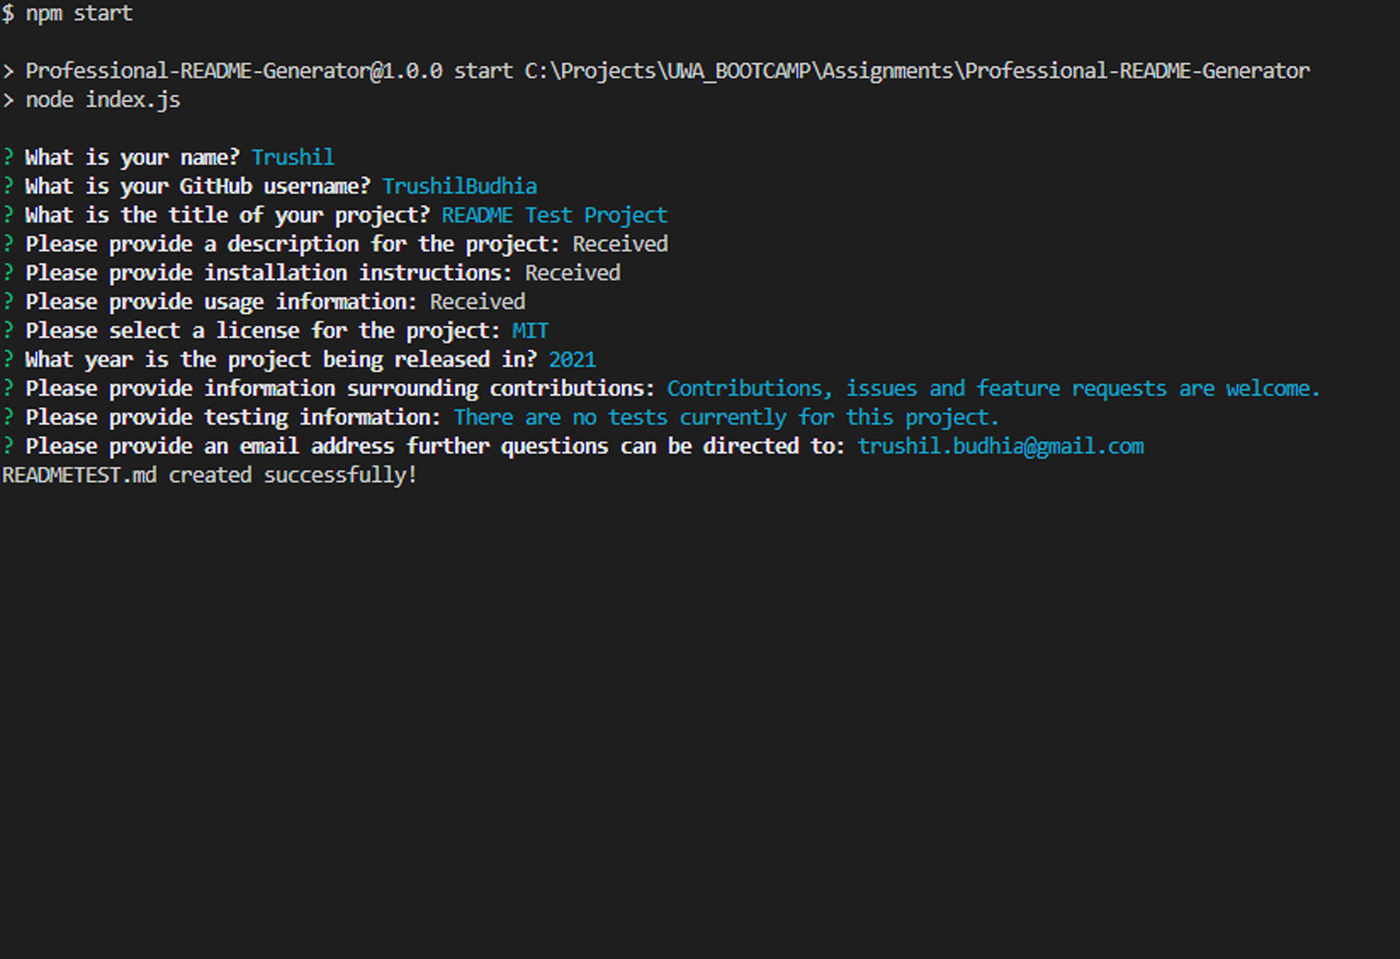 $ npm start
> Professional-README-Generator@1.0.0 start C:\Projects\UWA_BOOTCAMP\Assignments\Professional-README-Generator
> node index.js
? What is your name? Trushil
? What is your GitHub username? TrushilBudhia
? What is the title of your project? README Test Project
? Please provide a description for the project: Received
? Please provide installation instructions: Received
? Please provide usage information: Received
? Please select a license for the project: MIT
? What year is the project being released in? 2021
? Please provide information surrounding contributions: Contributions, issues and feature requests are welcome.
? Please provide testing information: There are no tests currently for this project.
? Please provide an email address further questions can be directed to: trushil.budhia@gmail.com
READMETEST.md created successfully!